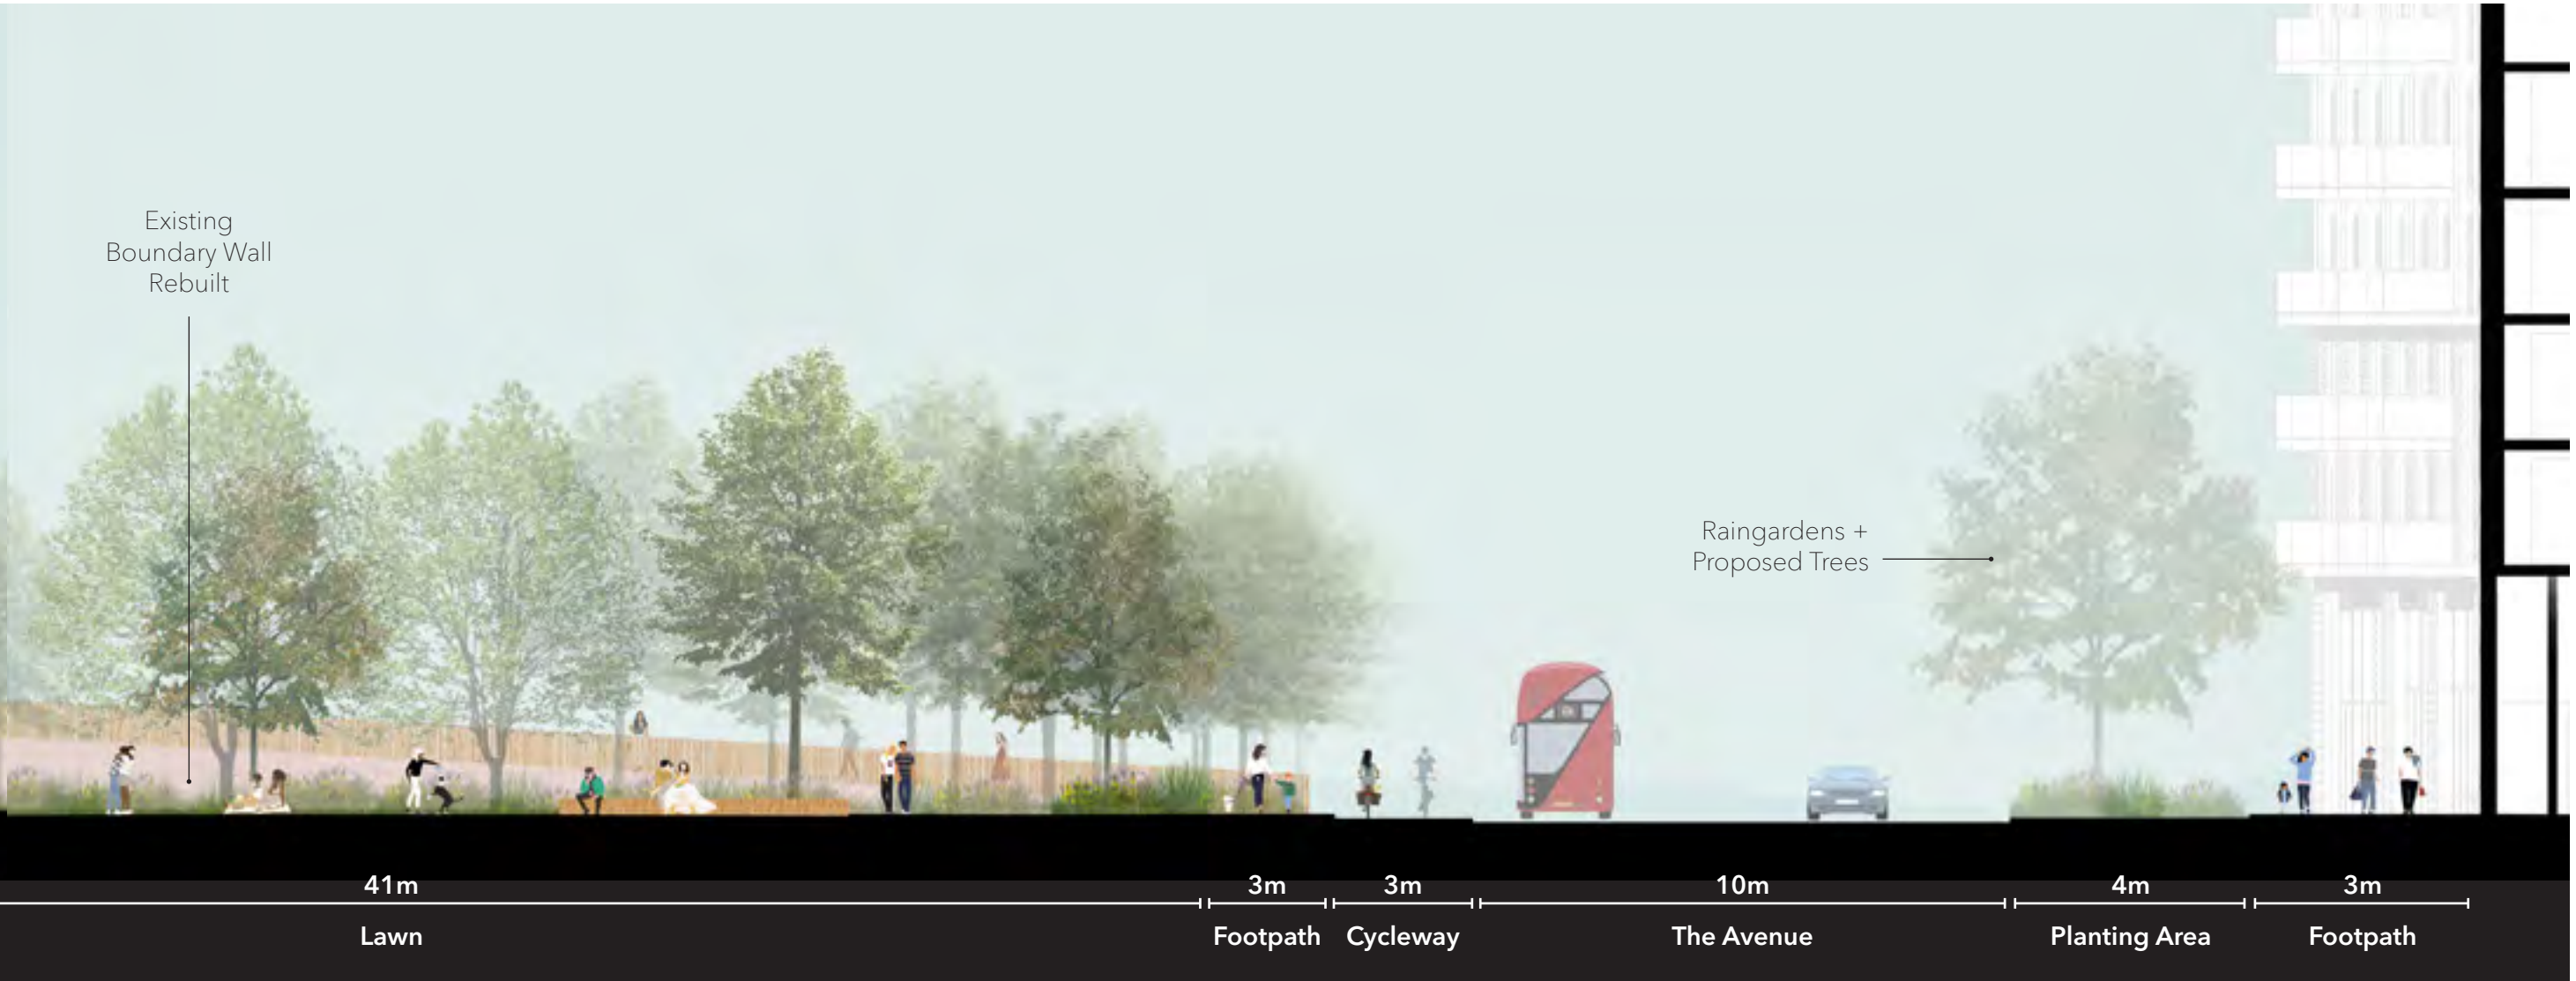 Existing
Boundary Wall
Rebuilt
Raingardens +
Proposed Trees
41m
3m
3m
10m
4m
3m
Lawn
Footpath
Cycleway
The Avenue
Planting Area
Footpath